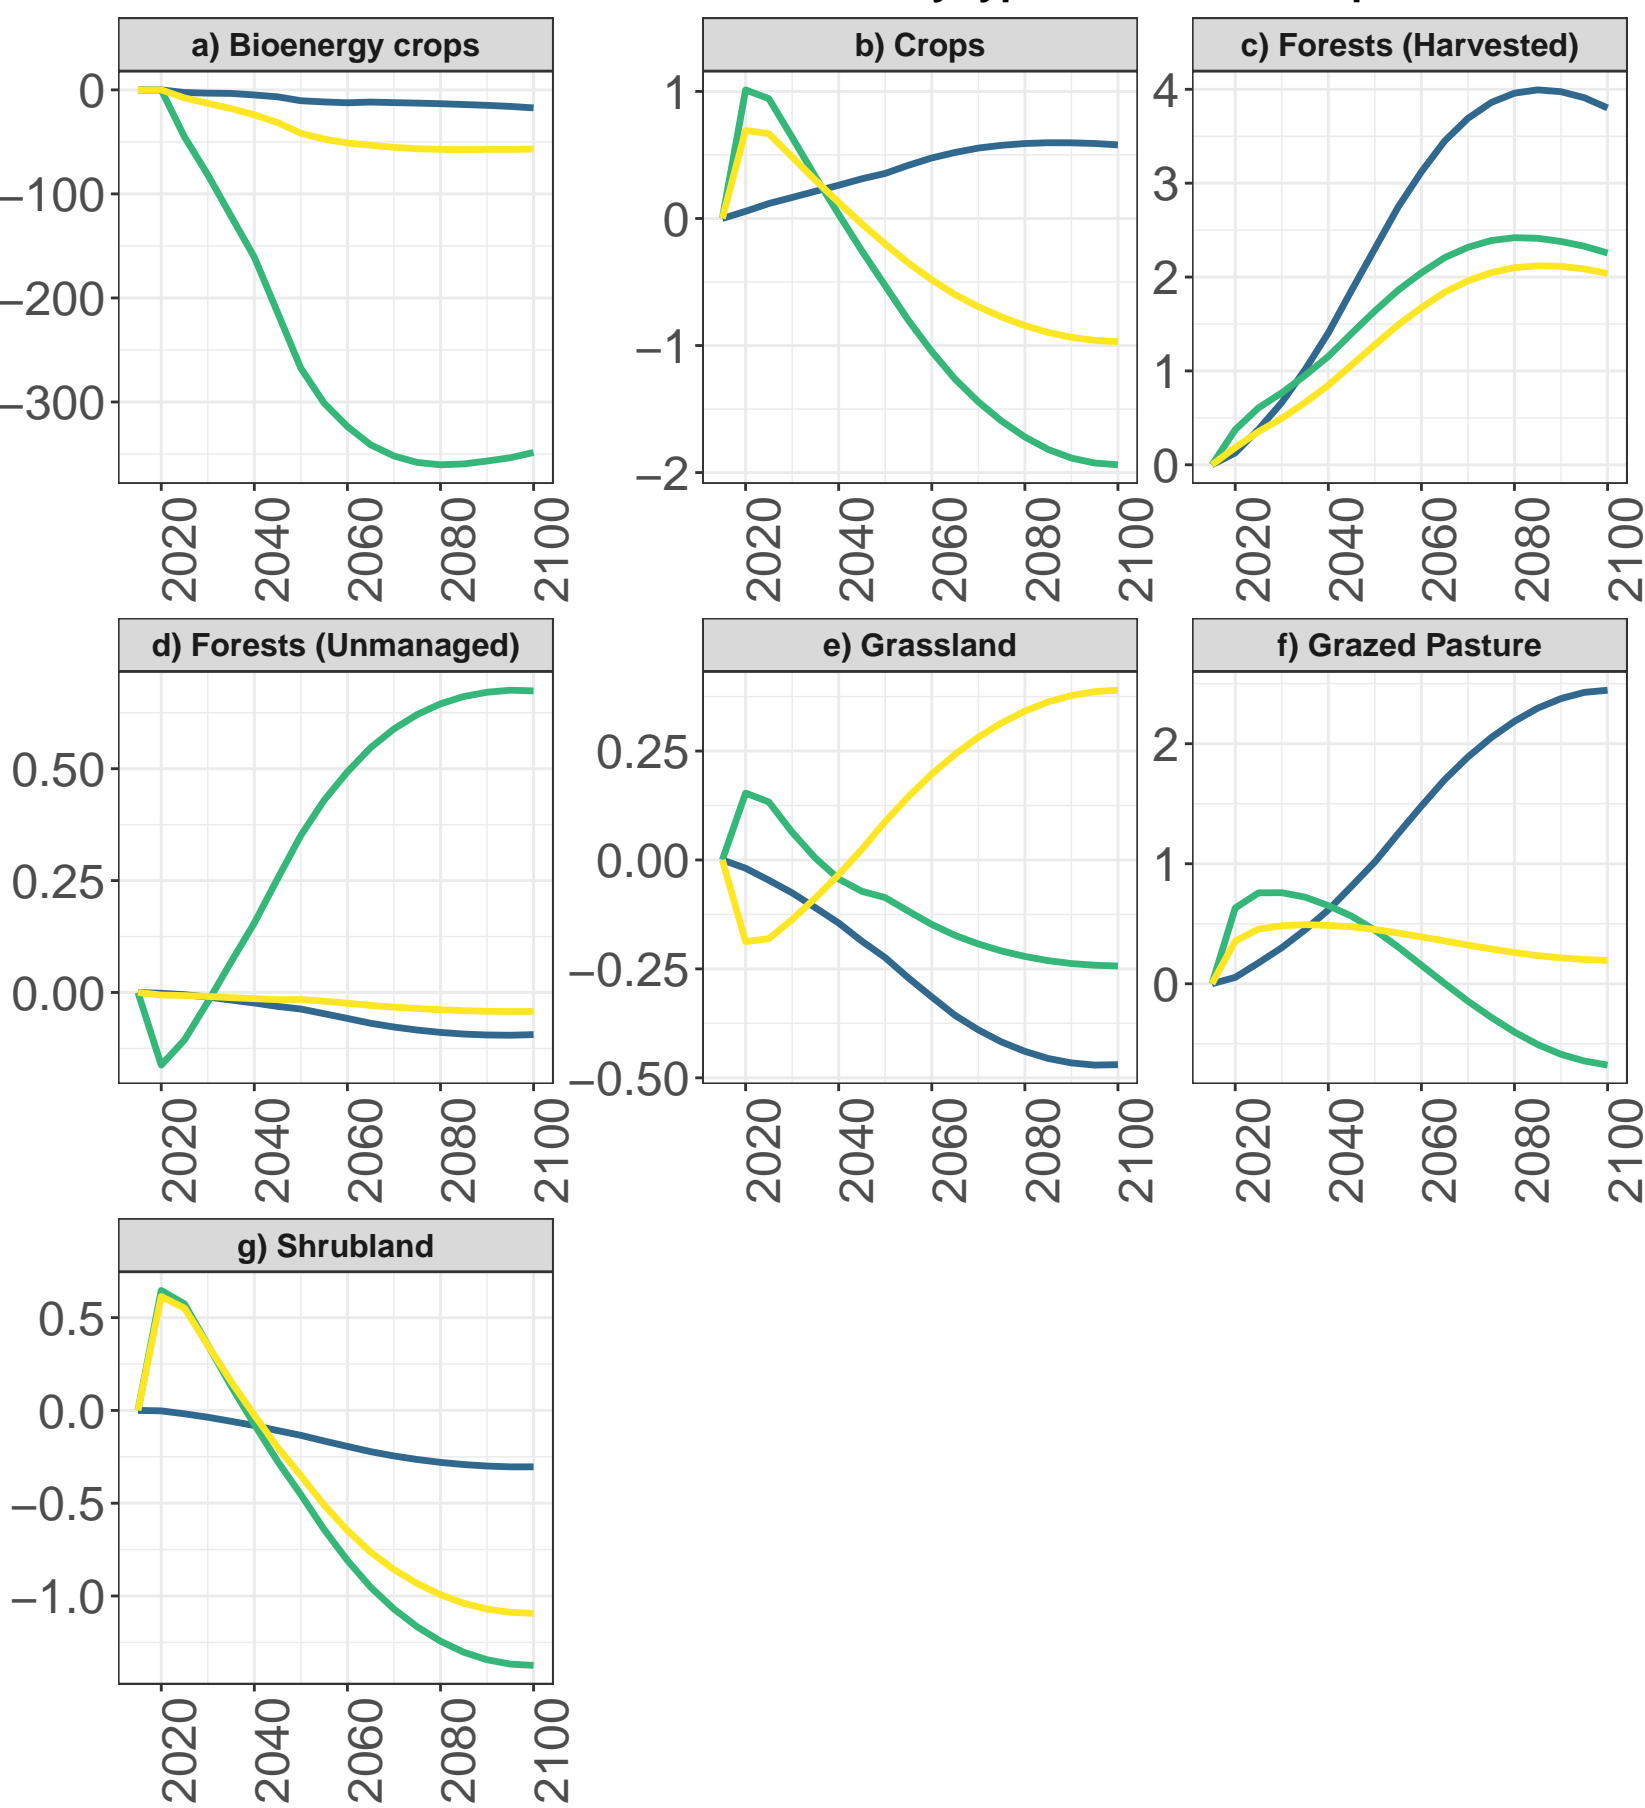 a) Bioenergy crops
0
−100
−200
−300
2020 2040 2060 2080 2100
b) Crops
1
0
−1
−2
2020 2040 2060 2080 2100
c) Forests (Harvested)
4
3
2
1
0
2020 2040 2060 2080 2100
d) Forests (Unmanaged)
0.50
0.25
0.00
2020 2040 2060 2080 2100
e) Grassland
0.25
0.00
−0.25
−0.50
2020 2040 2060 2080 2100
f) Grazed Pasture
2
1
0
2020 2040 2060 2080 2100
g) Shrubland
0.5
0.0
−0.5
−1.0
2020 2040 2060 2080 2100